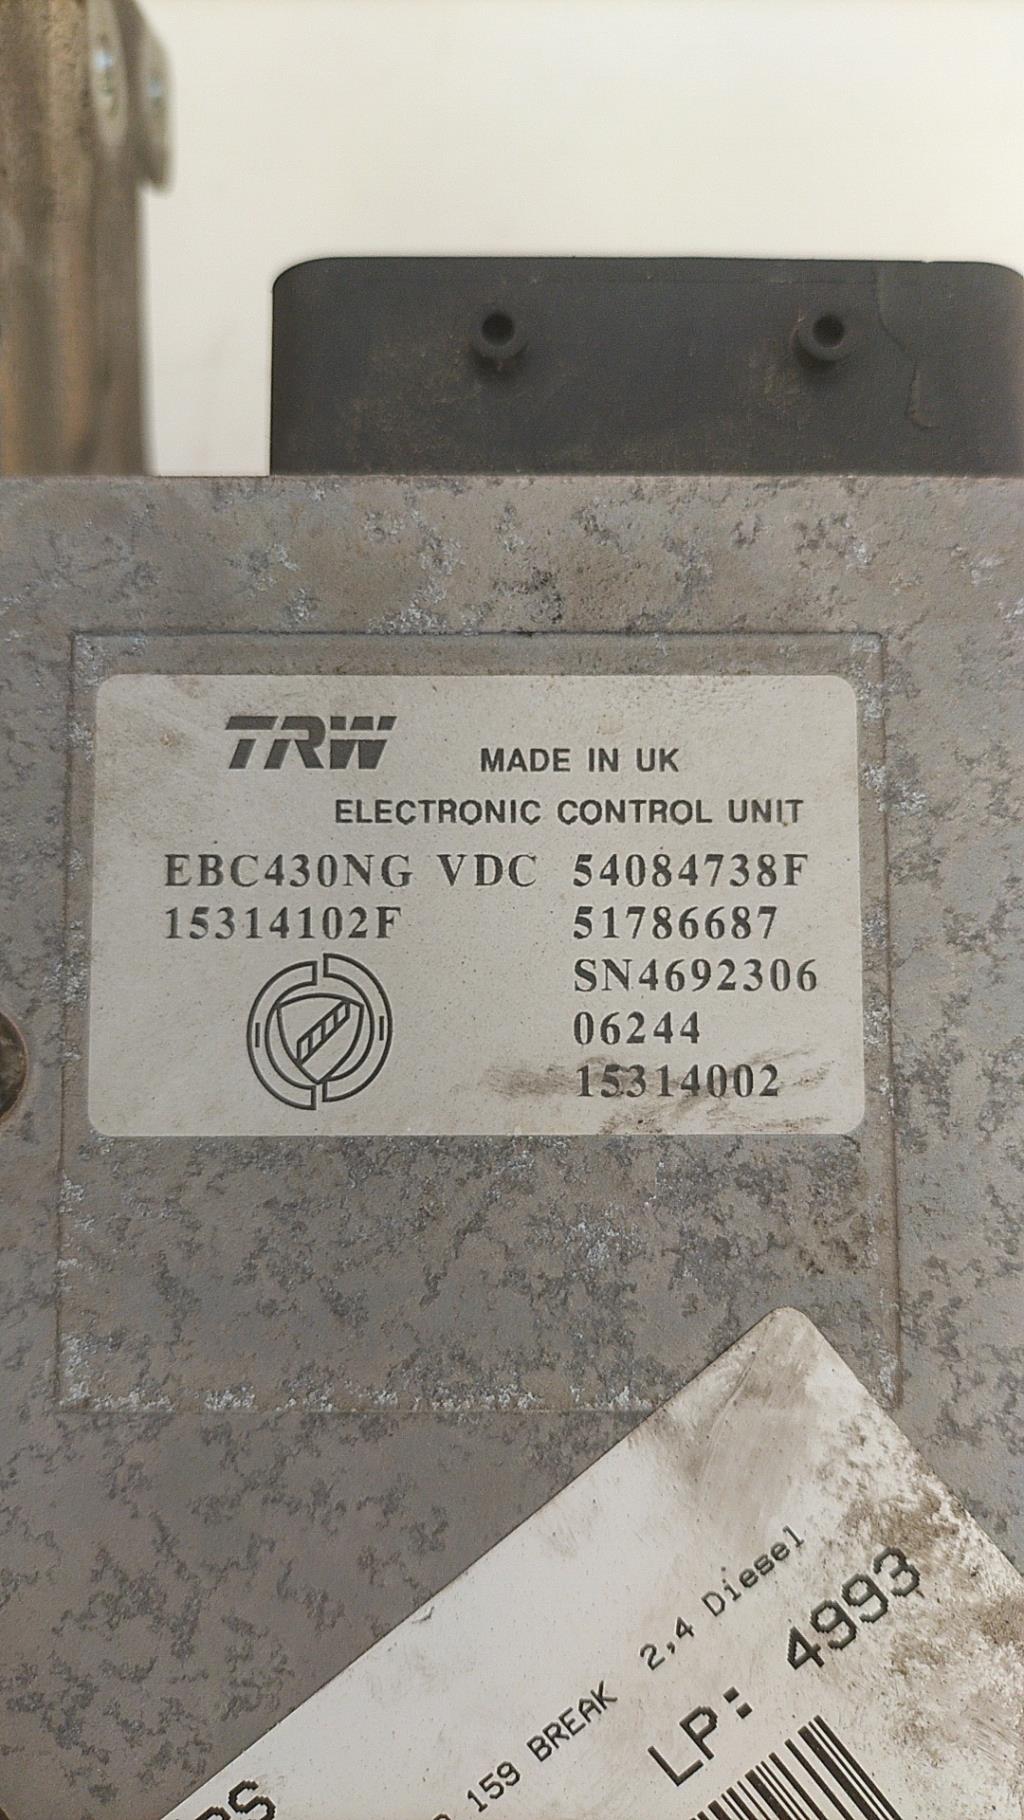 TRW
MADE IN UK
ELECTRONIC CONTROL UNIT
EBC430NG VDC 54084738F
15314102F 51786687
SN4692306
06244
15314002
159 BREAK 2,4 Diesel
LP: 4993